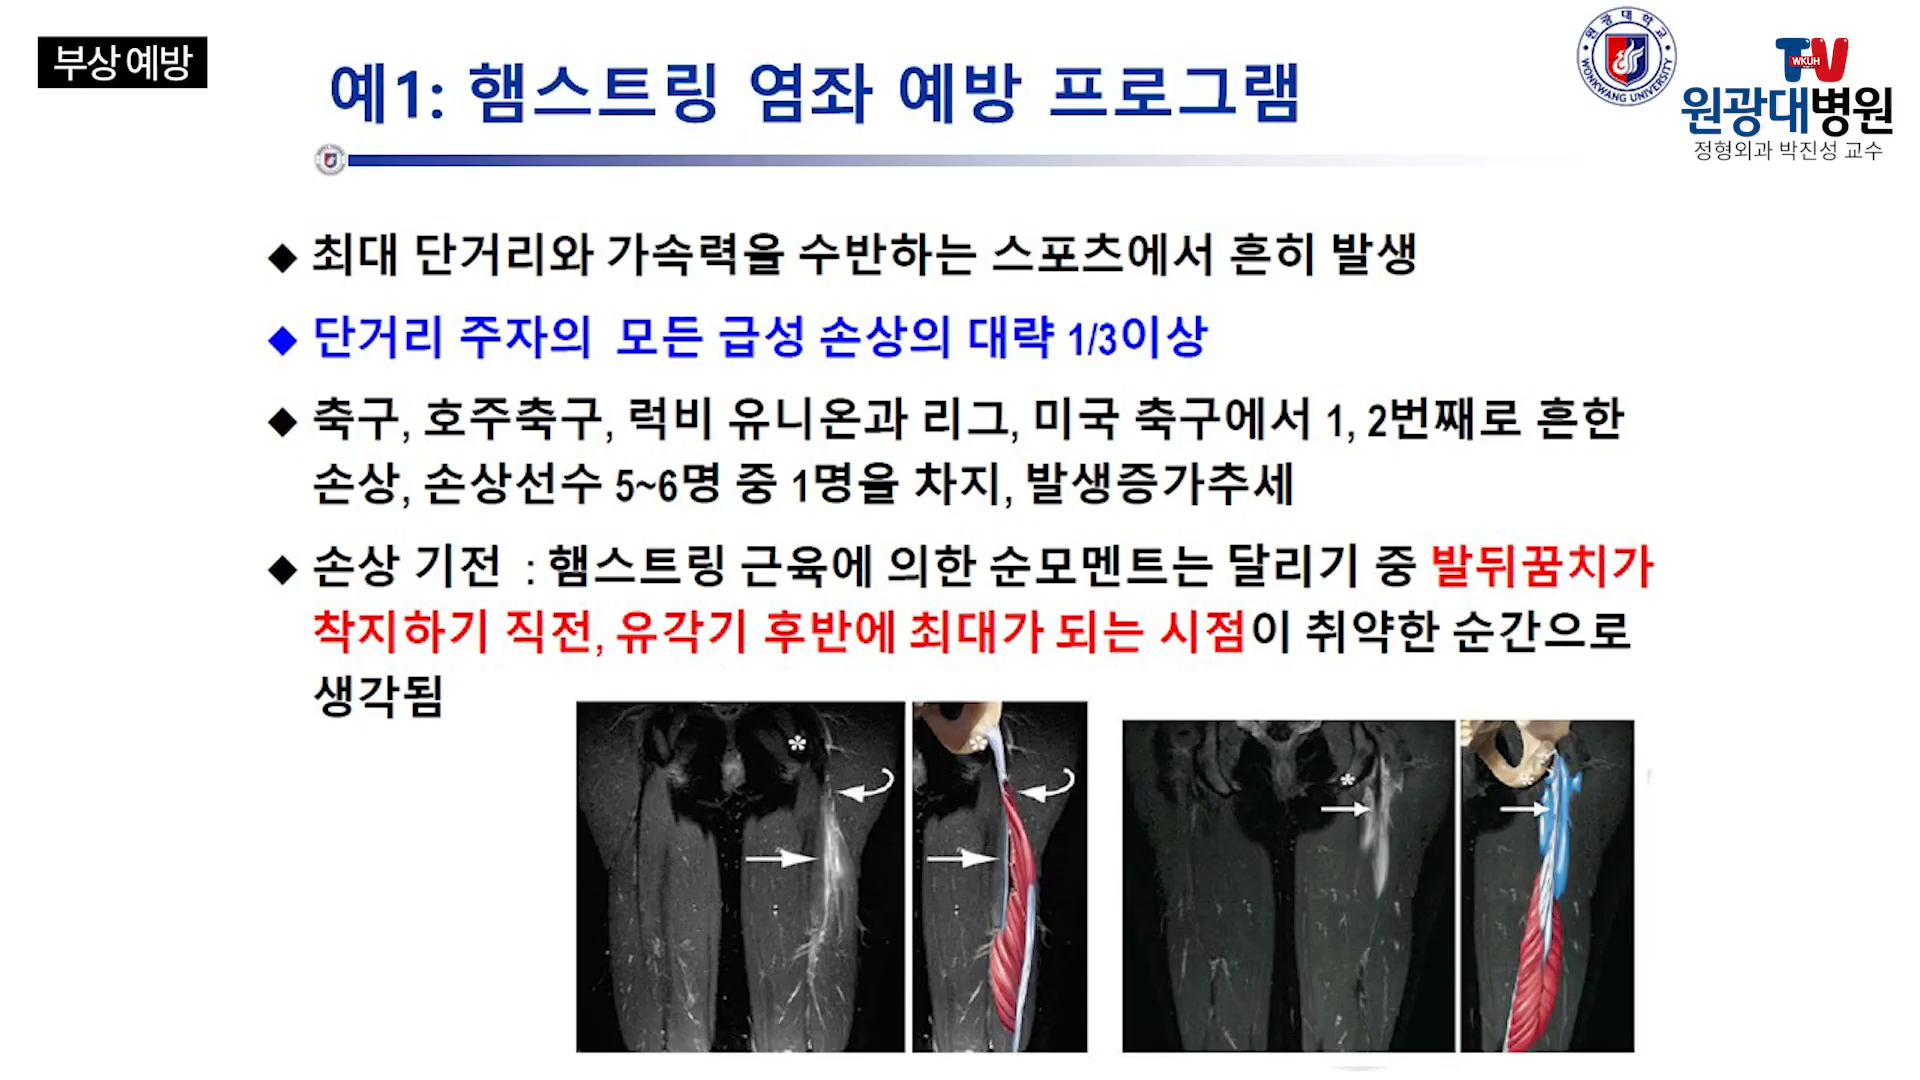 부상 예방
예1: 햄스트링 염좌 예방 프로그램
원광대학교
WONKWANG UNIVERSITY
TV
WKUH
원광대병원
정형외과 박진성 교수
◆ 최대 단거리와 가속력을 수반하는 스포츠에서 흔히 발생
◆ 단거리 주자의 모든 급성 손상의 대략 1/3이상
◆ 축구, 호주축구, 럭비 유니온과 리그, 미국 축구에서 1, 2번째로 흔한
손상, 손상선수 5~6명 중 1명을 차지, 발생증가추세
◆ 손상 기전 : 햄스트링 근육에 의한 순모멘트는 달리기 중 발뒤꿈치가
착지하기 직전, 유각기 후반에 최대가 되는 시점이 취약한 순간으로
생각됨